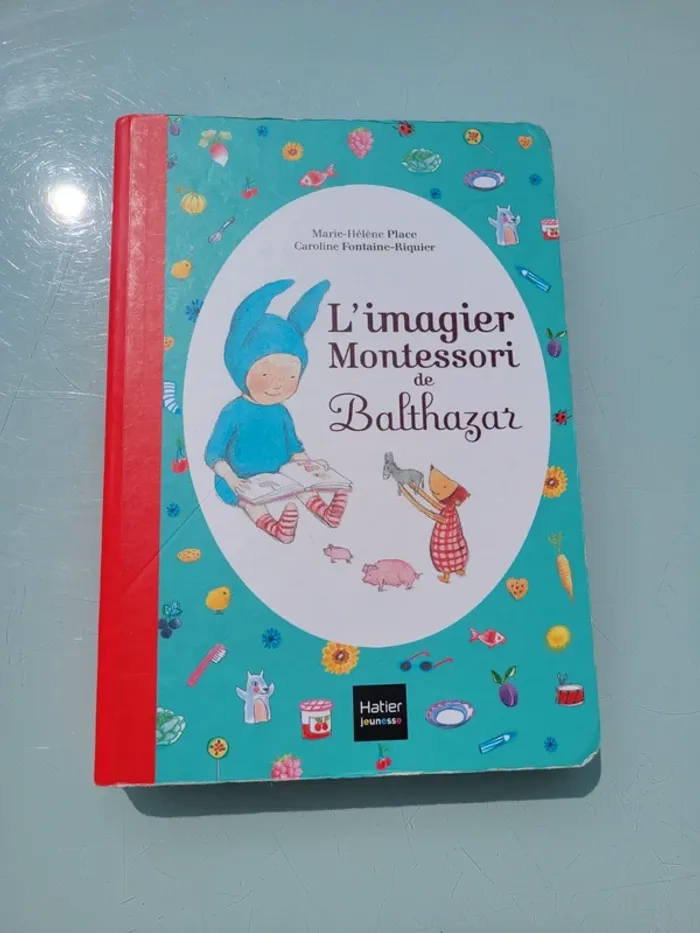 Marie-Hélène Place
Caroline Fontaine-Riquier
L'imagier
Montessori
de
Balthazar
Hatier
jeunesse